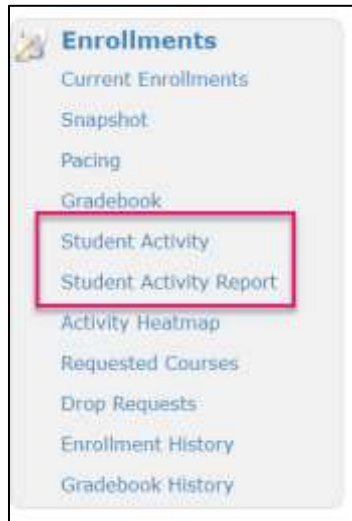 Enrollments
Current Enrollments
Snapshot
Pacing
Gradebook
Student Activity
Student Activity Report
Activity Heatmap
Requested Courses
Drop Requests
Enrollment History
Gradebook History